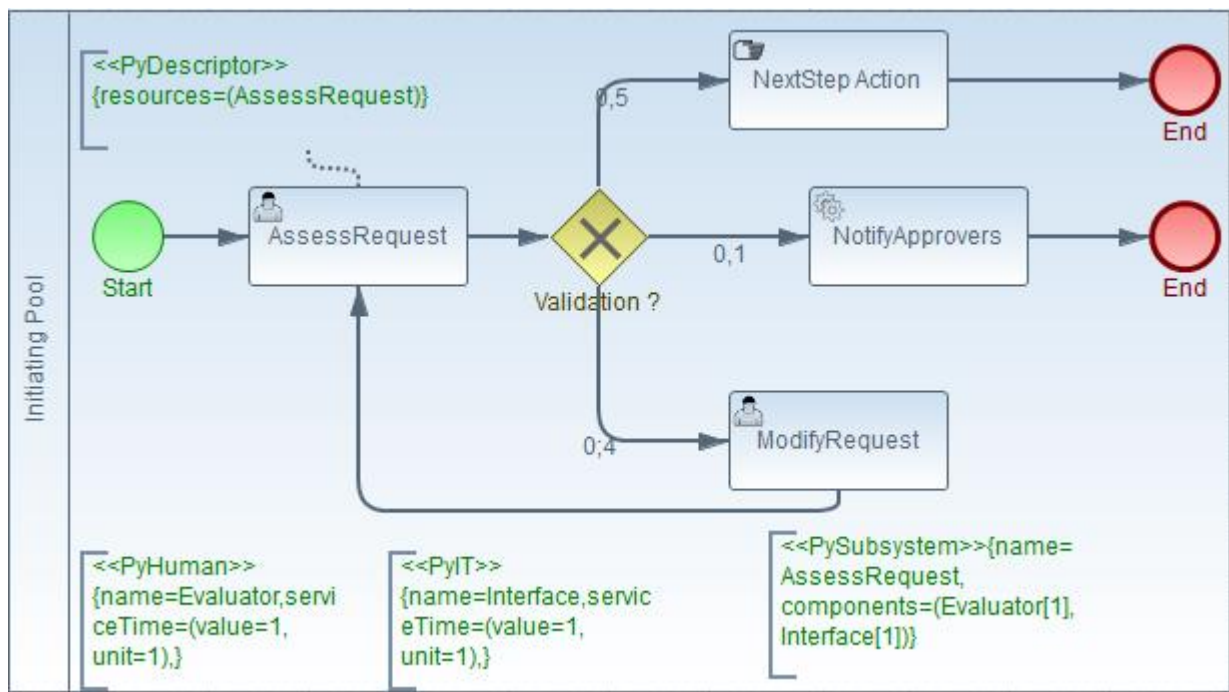 <<PyDescriptor>>
{resources=(AssessRequest)}
NextStep Action
0,5
End
AssessRequest
NotifyApprovers
0,1
Start
Validation ?
End
Initiating Pool
0;4
ModifyRequest
<<PyHuman>>
{name=Evaluator,servi
ceTime=(value=1,
unit=1),}
<<PyIT>>
{name=Interface,servic
eTime=(value=1,
unit=1),}
<<PySubsystem>>{name=
AssessRequest,
components=(Evaluator[1],
Interface[1])}